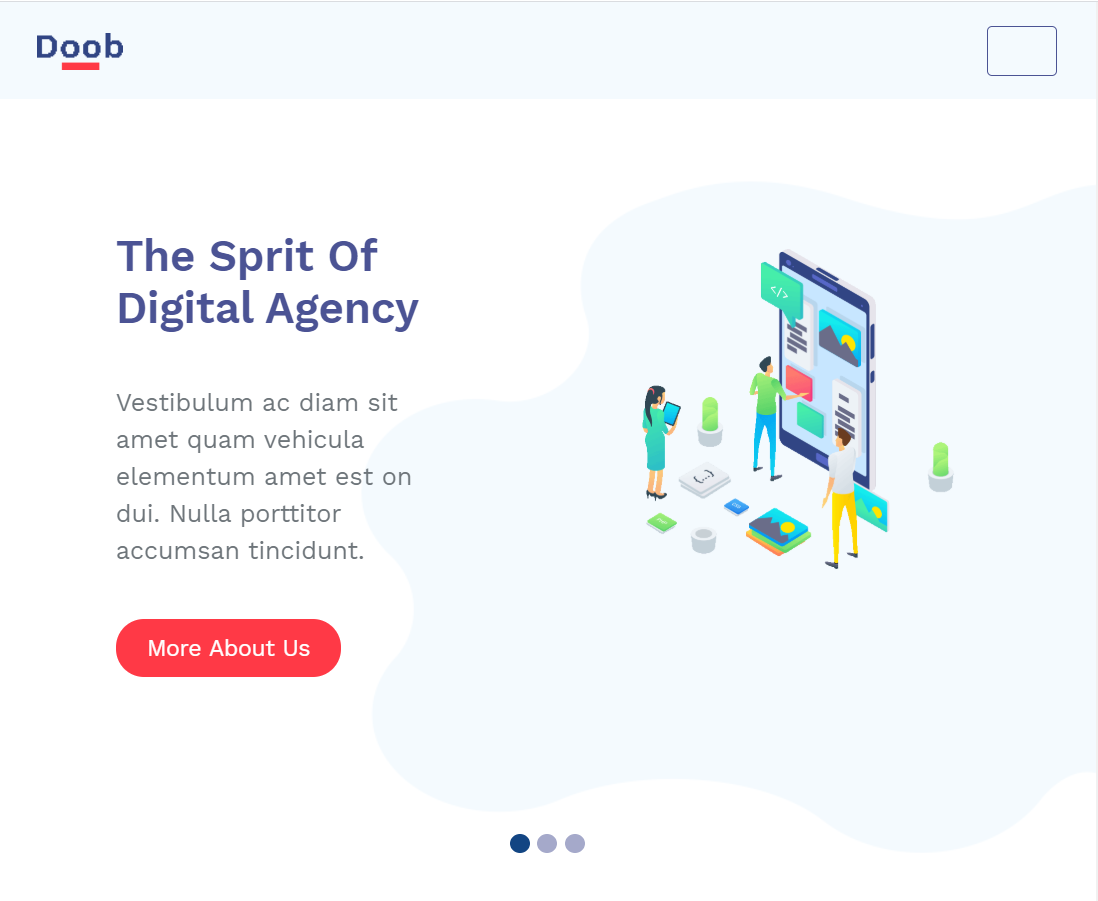 Doob
The Sprit Of
Digital Agency
</>
Vestibulum ac diam sit
amet quam vehicula
elementum amet est on
dui. Nulla porttitor
accumsan tincidunt.
{...}
More About Us